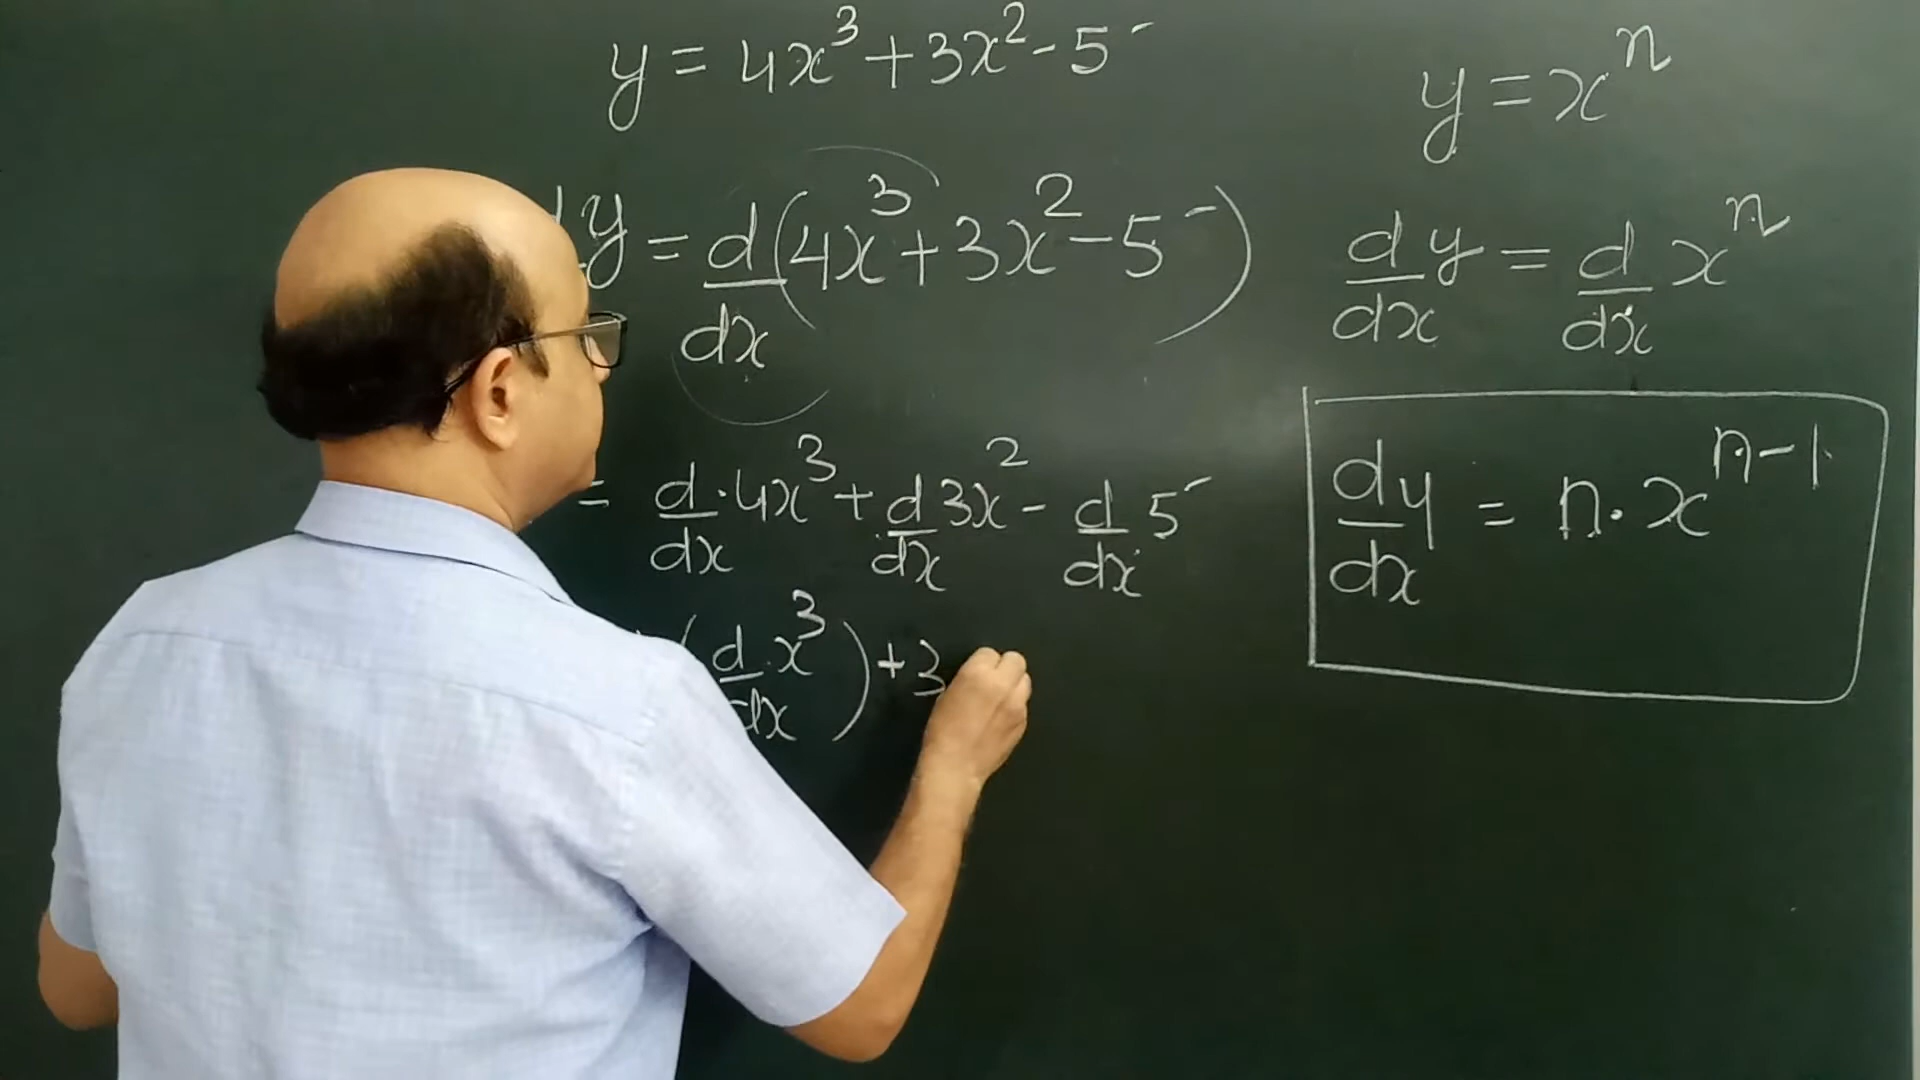 y = 4x³ + 3x² - 5
y = d/dx (4x³ + 3x² - 5)
= d/dx · 4x³ + d/dx 3x² - d/dx 5
(d/dx · x³) + 3
y = xⁿ
d/dx y = d/dx xⁿ
dy/dx = n · xⁿ⁻¹